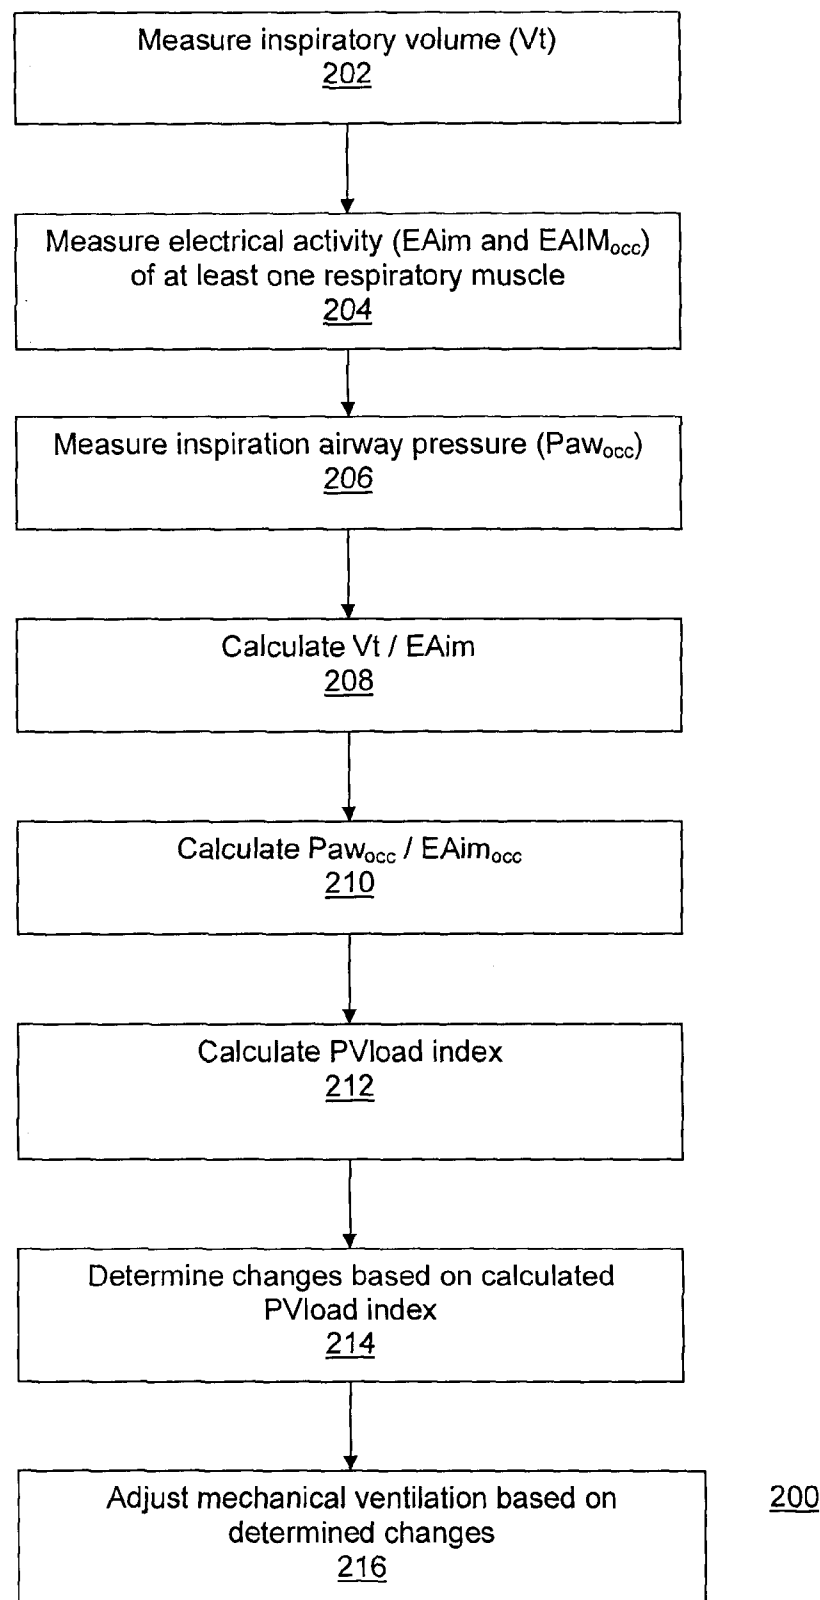 Measure inspiratory volume (Vt)
202
Measure electrical activity (EAim and EAIMocc)
of at least one respiratory muscle
204
Measure inspiration airway pressure (Pawocc)
206
Calculate Vt / EAim
208
Calculate Pawocc / EAimocc
210
Calculate PVload index
212
Determine changes based on calculated
PVload index
214
Adjust mechanical ventilation based on
determined changes
216
200